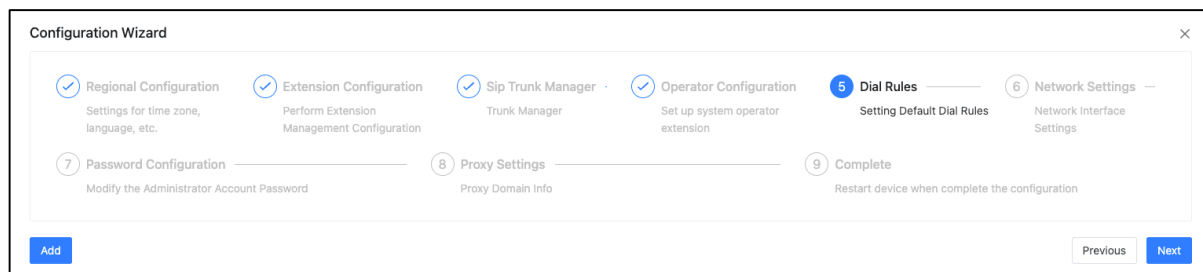 Configuration Wizard
Regional Configuration
Settings for time zone,
language, etc.
Extension Configuration
Perform Extension
Management Configuration
Sip Trunk Manager
Trunk Manager
Operator Configuration
Set up system operator
extension
5 Dial Rules
Setting Default Dial Rules
6 Network Settings
Network Interface
Settings
7 Password Configuration
Modify the Administrator Account Password
8 Proxy Settings
Proxy Domain Info
9 Complete
Restart device when complete the configuration
Add
Previous
Next